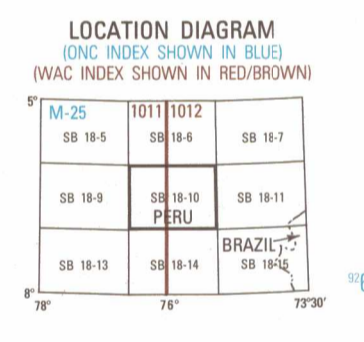 LOCATION DIAGRAM
(ONC INDEX SHOWN IN BLUE)
(WAC INDEX SHOWN IN RED/BROWN)
5°
M-25 1011 1012
SB 18-5 SB 18-6 SB 18-7
SB 18-9 SB 18-10 SB 18-11
PERU
BRAZIL
SB 18-13 SB 18-14 SB 18-15
8°
78° 76° 73°30'
92